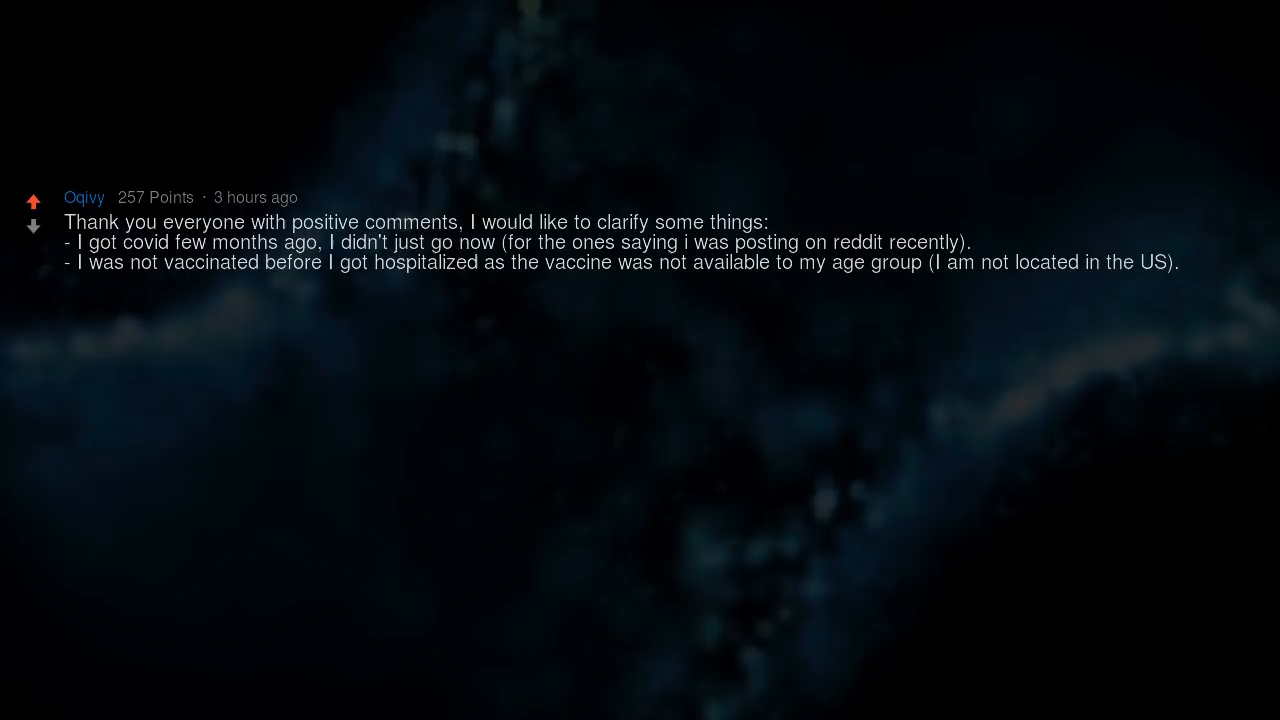 Oqivy 257 Points · 3 hours ago
Thank you everyone with positive comments, I would like to clarify some things:
- I got covid few months ago, I didn't just go now (for the ones saying i was posting on reddit recently).
- I was not vaccinated before I got hospitalized as the vaccine was not available to my age group (I am not located in the US).